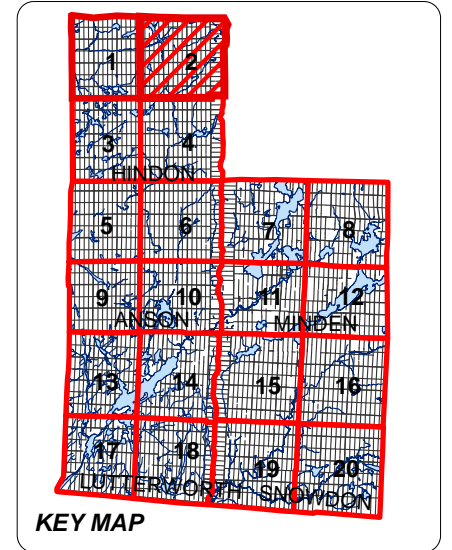 1 2
3 4
HINDON
5 6 7 8
9 10 11 12
ANSON MINDEN
13 14 15 16
17 18 19 20
LUTTERWORTH SNOWDON
KEY MAP